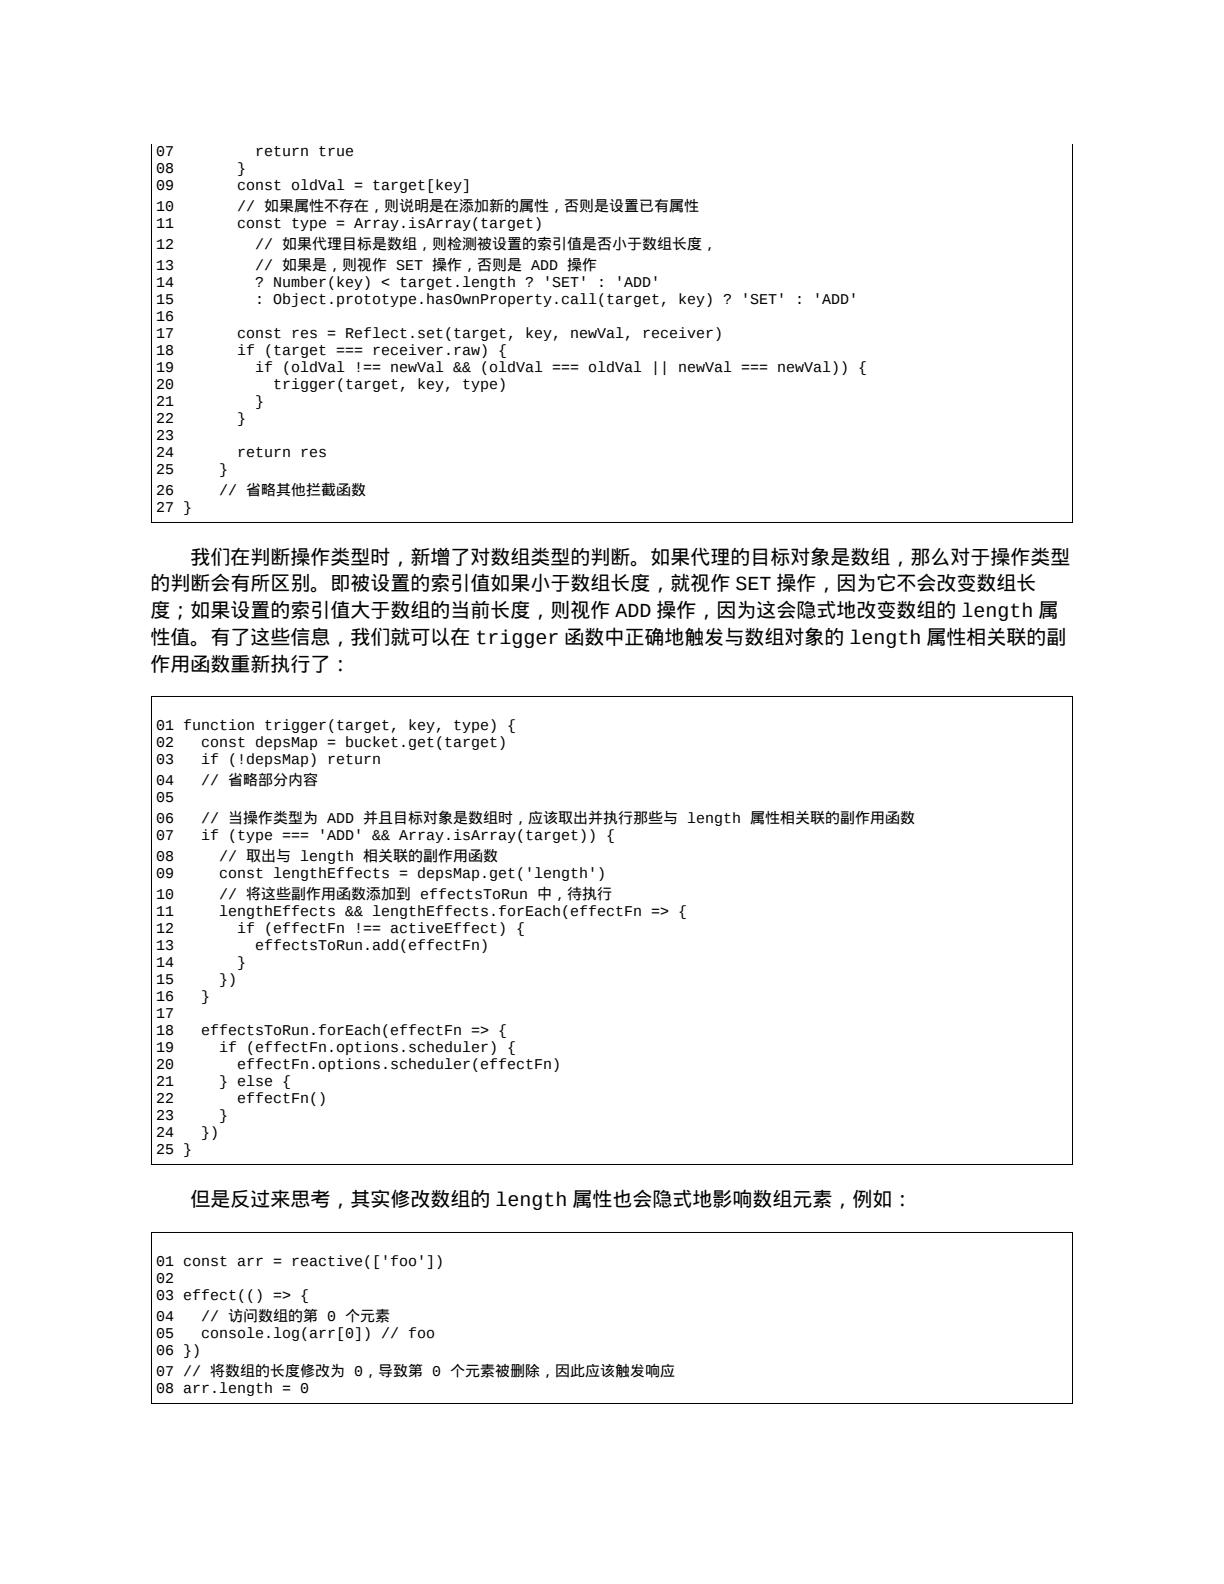 07         return true
08       }
09       const oldVal = target[key]
10       // 如果属性不存在，则说明是在添加新的属性，否则是设置已有属性
11       const type = Array.isArray(target)
12         // 如果代理目标是数组，则检测被设置的索引值是否小于数组长度，
13         // 如果是，则视作 SET 操作，否则是 ADD 操作
14         ? Number(key) < target.length ? 'SET' : 'ADD'
15         : Object.prototype.hasOwnProperty.call(target, key) ? 'SET' : 'ADD'
16
17       const res = Reflect.set(target, key, newVal, receiver)
18       if (target === receiver.raw) {
19         if (oldVal !== newVal && (oldVal === oldVal || newVal === newVal)) {
20           trigger(target, key, type)
21         }
22       }
23
24       return res
25     }
26     // 省略其他拦截函数
27 }
我们在判断操作类型时，新增了对数组类型的判断。如果代理的目标对象是数组，那么对于操作类型
的判断会有所区别。即被设置的索引值如果小于数组长度，就视作 SET 操作，因为它不会改变数组长
度；如果设置的索引值大于数组的当前长度，则视作 ADD 操作，因为这会隐式地改变数组的 length 属
性值。有了这些信息，我们就可以在 trigger 函数中正确地触发与数组对象的 length 属性相关联的副
作用函数重新执行了：
01 function trigger(target, key, type) {
02   const depsMap = bucket.get(target)
03   if (!depsMap) return
04   // 省略部分内容
05
06   // 当操作类型为 ADD 并且目标对象是数组时，应该取出并执行那些与 length 属性相关联的副作用函数
07   if (type === 'ADD' && Array.isArray(target)) {
08     // 取出与 length 相关联的副作用函数
09     const lengthEffects = depsMap.get('length')
10     // 将这些副作用函数添加到 effectsToRun 中，待执行
11     lengthEffects && lengthEffects.forEach(effectFn => {
12       if (effectFn !== activeEffect) {
13         effectsToRun.add(effectFn)
14       }
15     })
16   }
17
18   effectsToRun.forEach(effectFn => {
19     if (effectFn.options.scheduler) {
20       effectFn.options.scheduler(effectFn)
21     } else {
22       effectFn()
23     }
24   })
25 }
但是反过来思考，其实修改数组的 length 属性也会隐式地影响数组元素，例如：
01 const arr = reactive(['foo'])
02
03 effect(() => {
04   // 访问数组的第 0 个元素
05   console.log(arr[0]) // foo
06 })
07 // 将数组的长度修改为 0，导致第 0 个元素被删除，因此应该触发响应
08 arr.length = 0